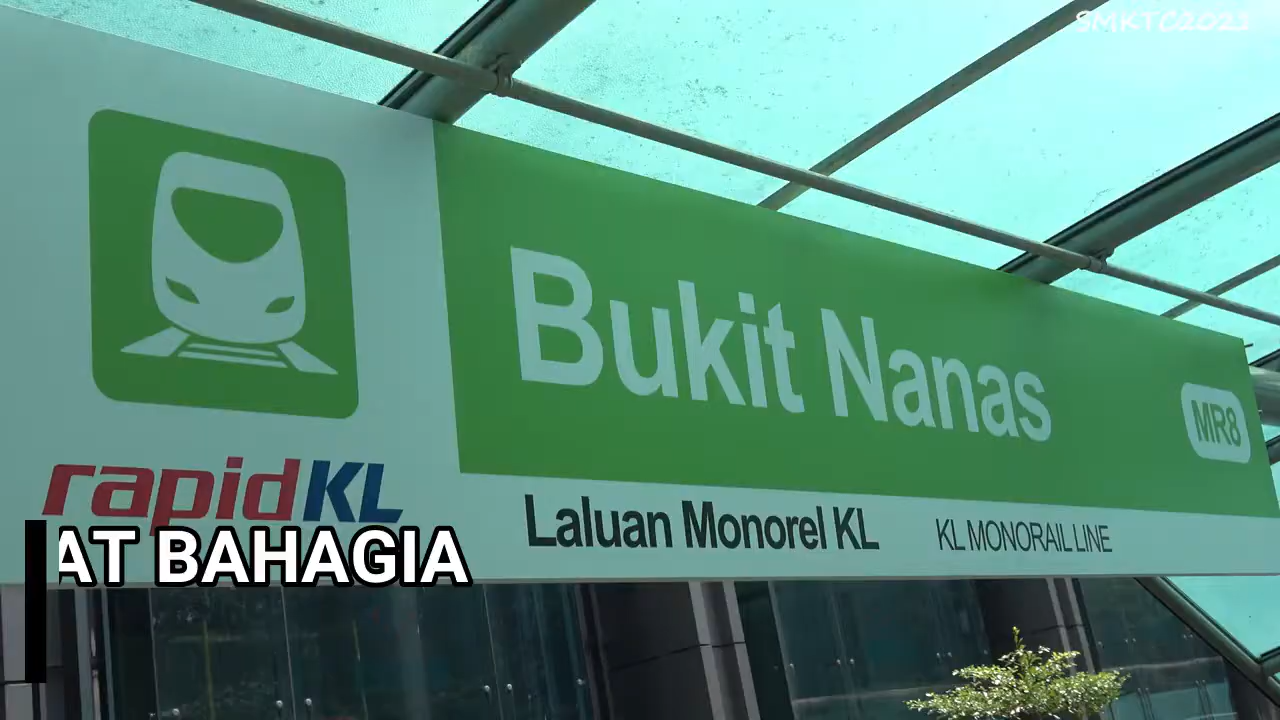 SMKTC2023
Bukit Nanas
MR8
rapidKL
Laluan Monorel KL
KL MONORAIL LINE
AT BAHAGIA